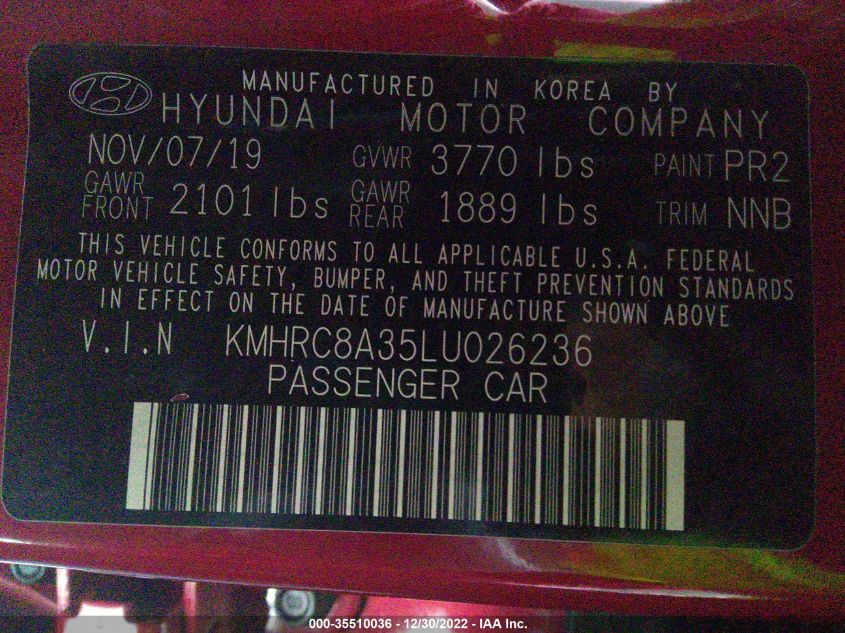 MANUFACTURED IN KOREA BY
HYUNDAI MOTOR COMPANY
NOV/07/19 GVWR 3770 lbs PAINT PR2
GAWR FRONT 2101 lbs GAWR REAR 1889 lbs TRIM NNB
THIS VEHICLE CONFORMS TO ALL APPLICABLE U.S.A. FEDERAL
MOTOR VEHICLE SAFETY, BUMPER, AND THEFT PREVENTION STANDARDS
IN EFFECT ON THE DATE OF MANUFACTURE SHOWN ABOVE
V.I.N KMHRC8A35LU026236
PASSENGER CAR
000-35510036 - 12/30/2022 - IAA Inc.